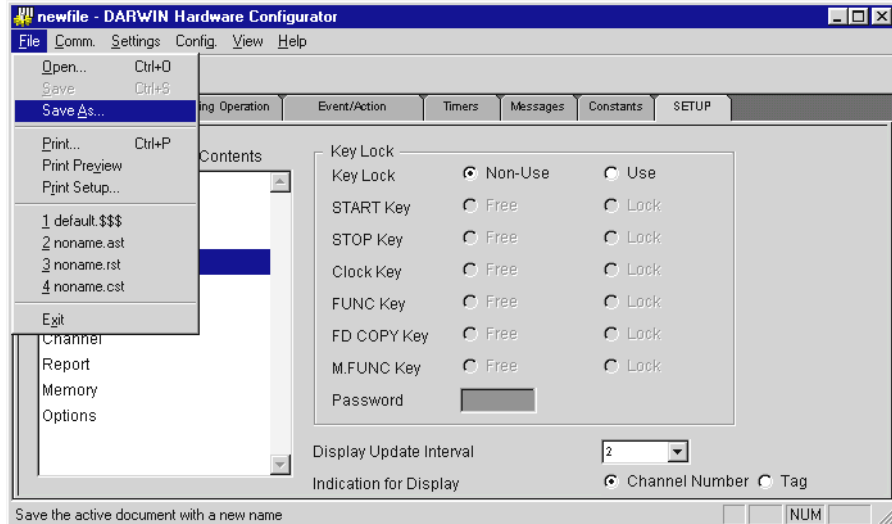 newfile - DARWIN Hardware Configurator
File Comm. Settings Config. View Help
Open... Ctrl+O
Save Ctrl+S
Save As...
Print... Ctrl+P
Print Preview
Print Setup...
1 default.$$$
2 noname.ast
3 noname.rst
4 noname.cst
Exit
ing Operation Event/Action Timers Messages Constants SETUP
Contents
Channel
Report
Memory
Options
Key Lock
Key Lock Non-Use Use
START Key Free Lock
STOP Key Free Lock
Clock Key Free Lock
FUNC Key Free Lock
FD COPY Key Free Lock
M.FUNC Key Free Lock
Password
Display Update Interval 2
Indication for Display Channel Number Tag
Save the active document with a new name NUM